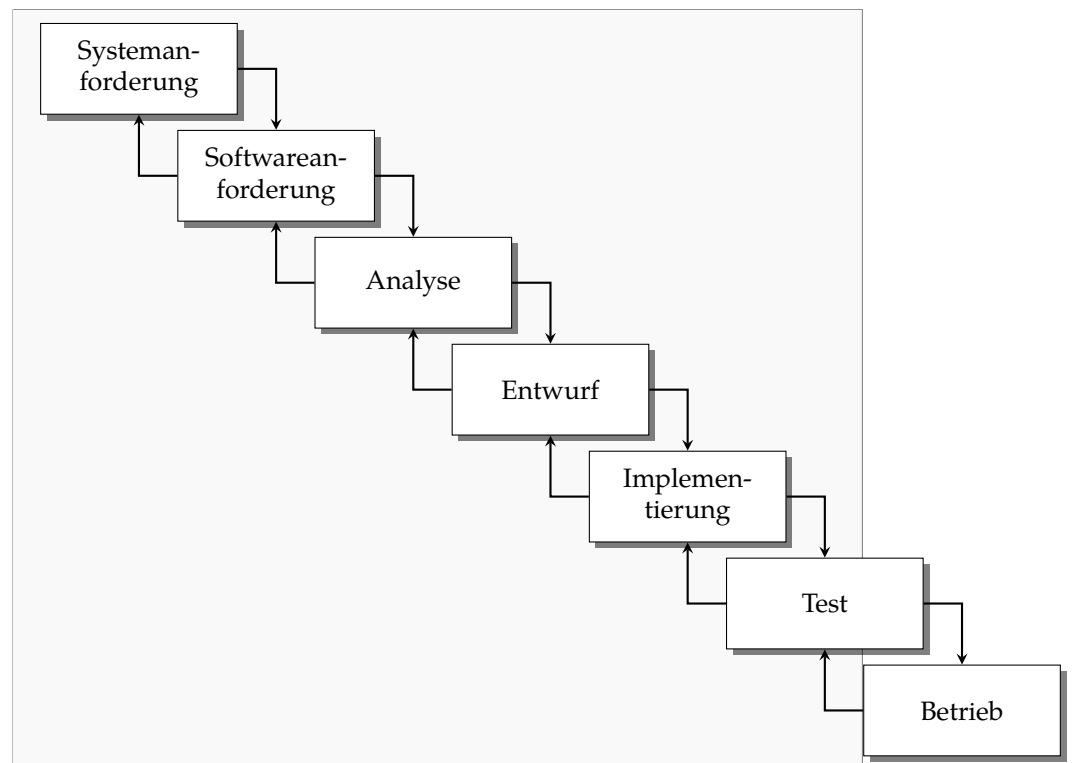 Systeman-
forderung
Softwarean-
forderung
Analyse
Entwurf
Implemen-
tierung
Test
Betrieb